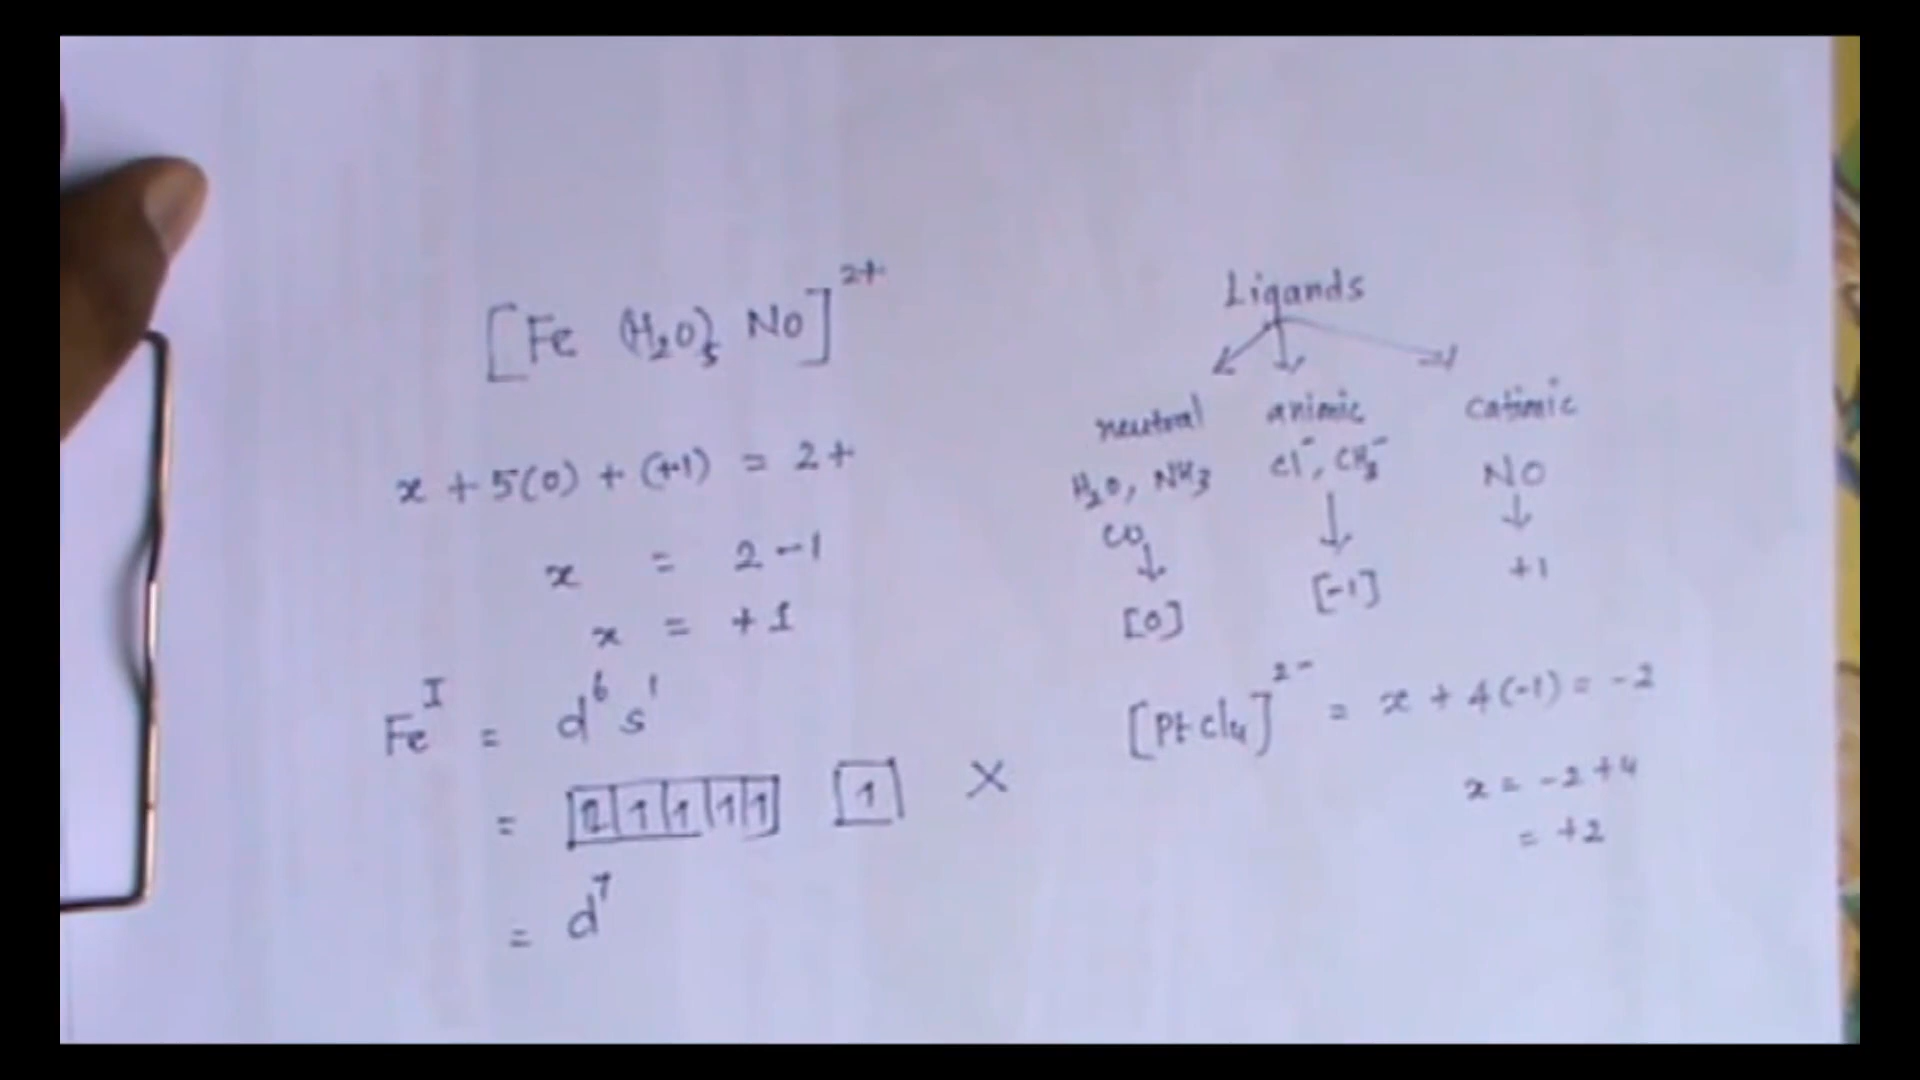 [Fe (H₂O)₅ NO]²⁺
x + 5(0) + (+1) = 2+
x = 2 - 1
x = +1
Feᴵ = d⁶ s¹
= 1l 1 1 1 1 1 ×
= d⁷
Ligands
neutral anionic cationic
H₂O, NH₃ Cl⁻, CH₃⁻ NO
CO
[0] [-1] +1
[PtCl₄]²⁻ = x + 4(-1) = -2
x = -2 + 4
= +2